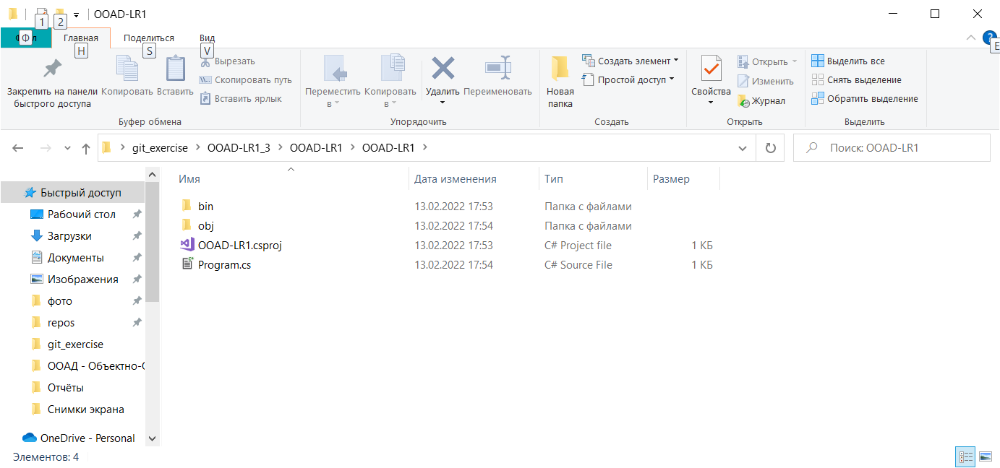 OOAD-LR1
1 2
Ф Главная Поделиться Вид
H S V E
Закрепить на панели быстрого доступа
Копировать
Вставить
Вырезать
Скопировать путь
Вставить ярлык
Буфер обмена
Переместить в
Копировать в
Удалить
Переименовать
Упорядочить
Новая папка
Создать элемент
Простой доступ
Создать
Свойства
Открыть
Изменить
Журнал
Открыть
Выделить все
Снять выделение
Обратить выделение
Выделить
git_exercise > OOAD-LR1_3 > OOAD-LR1 > OOAD-LR1 >
Поиск: OOAD-LR1
Быстрый доступ
Рабочий стол
Загрузки
Документы
Изображения
фото
repos
git_exercise
ООАД - Объектно-О
Отчёты
Снимки экрана
OneDrive - Personal
Имя Дата изменения Тип Размер
bin 13.02.2022 17:53 Папка с файлами
obj 13.02.2022 17:54 Папка с файлами
OOAD-LR1.csproj 13.02.2022 17:53 C# Project file 1 КБ
Program.cs 13.02.2022 17:54 C# Source File 1 КБ
Элементов: 4